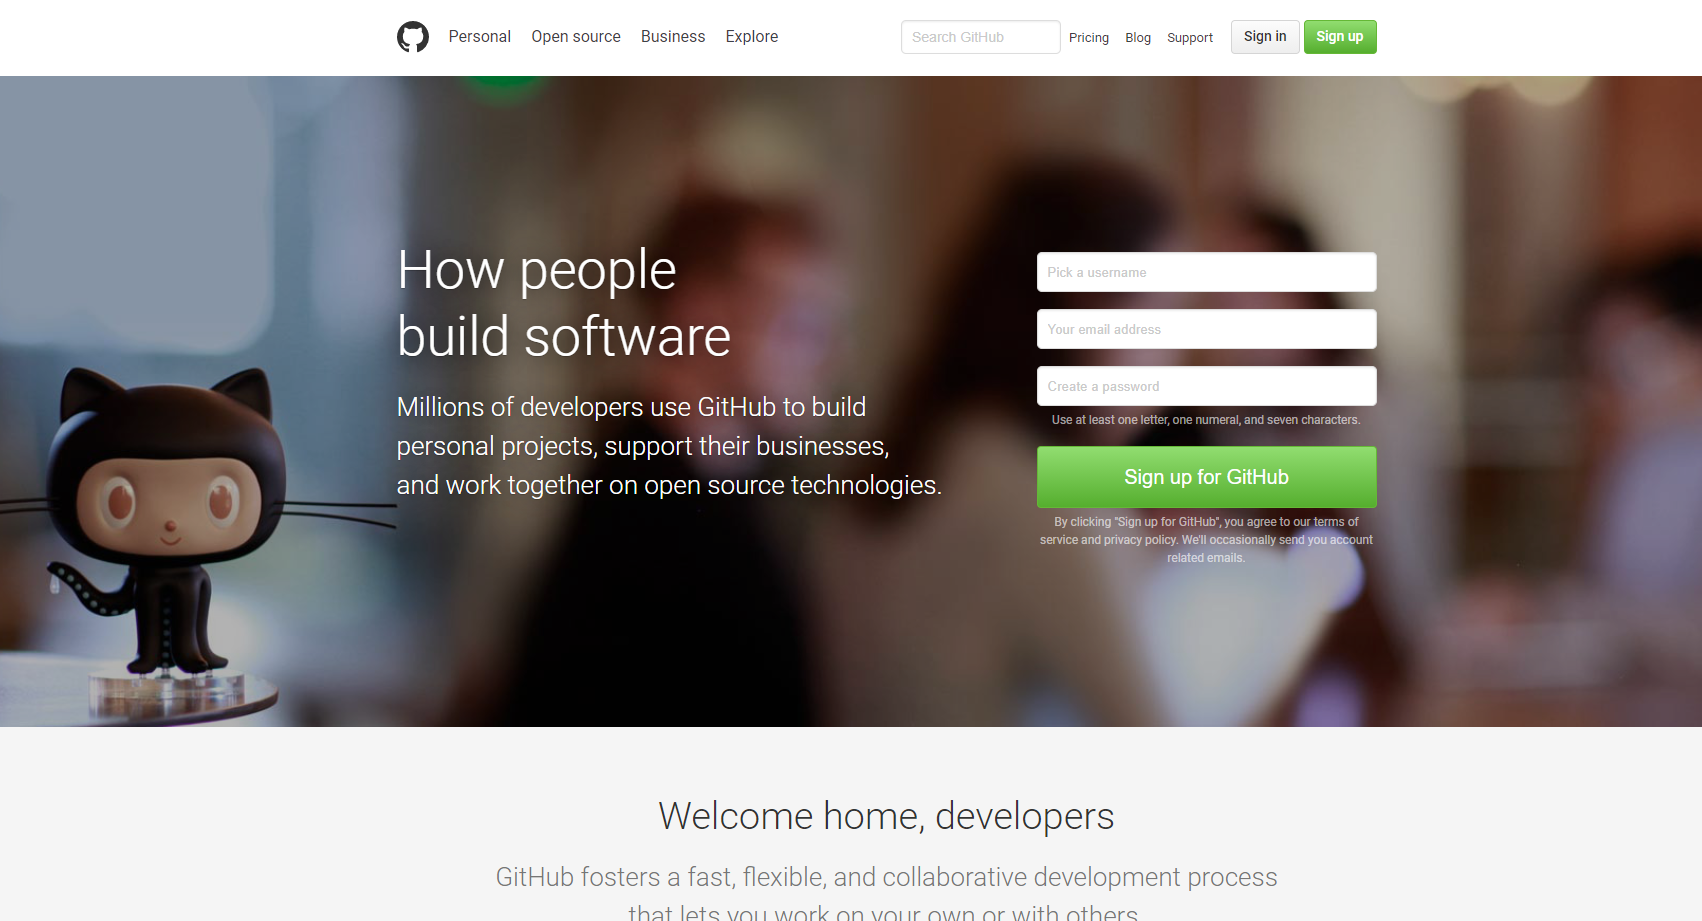 Personal Open source Business Explore Search GitHub Pricing Blog Support Sign in Sign up
How people
build software
Millions of developers use GitHub to build
personal projects, support their businesses,
and work together on open source technologies.
Pick a username
Your email address
Create a password
Use at least one letter, one numeral, and seven characters.
Sign up for GitHub
By clicking "Sign up for GitHub", you agree to our terms of
service and privacy policy. We'll occasionally send you account
related emails.
Welcome home, developers
GitHub fosters a fast, flexible, and collaborative development process
that lets you work on your own or with others.